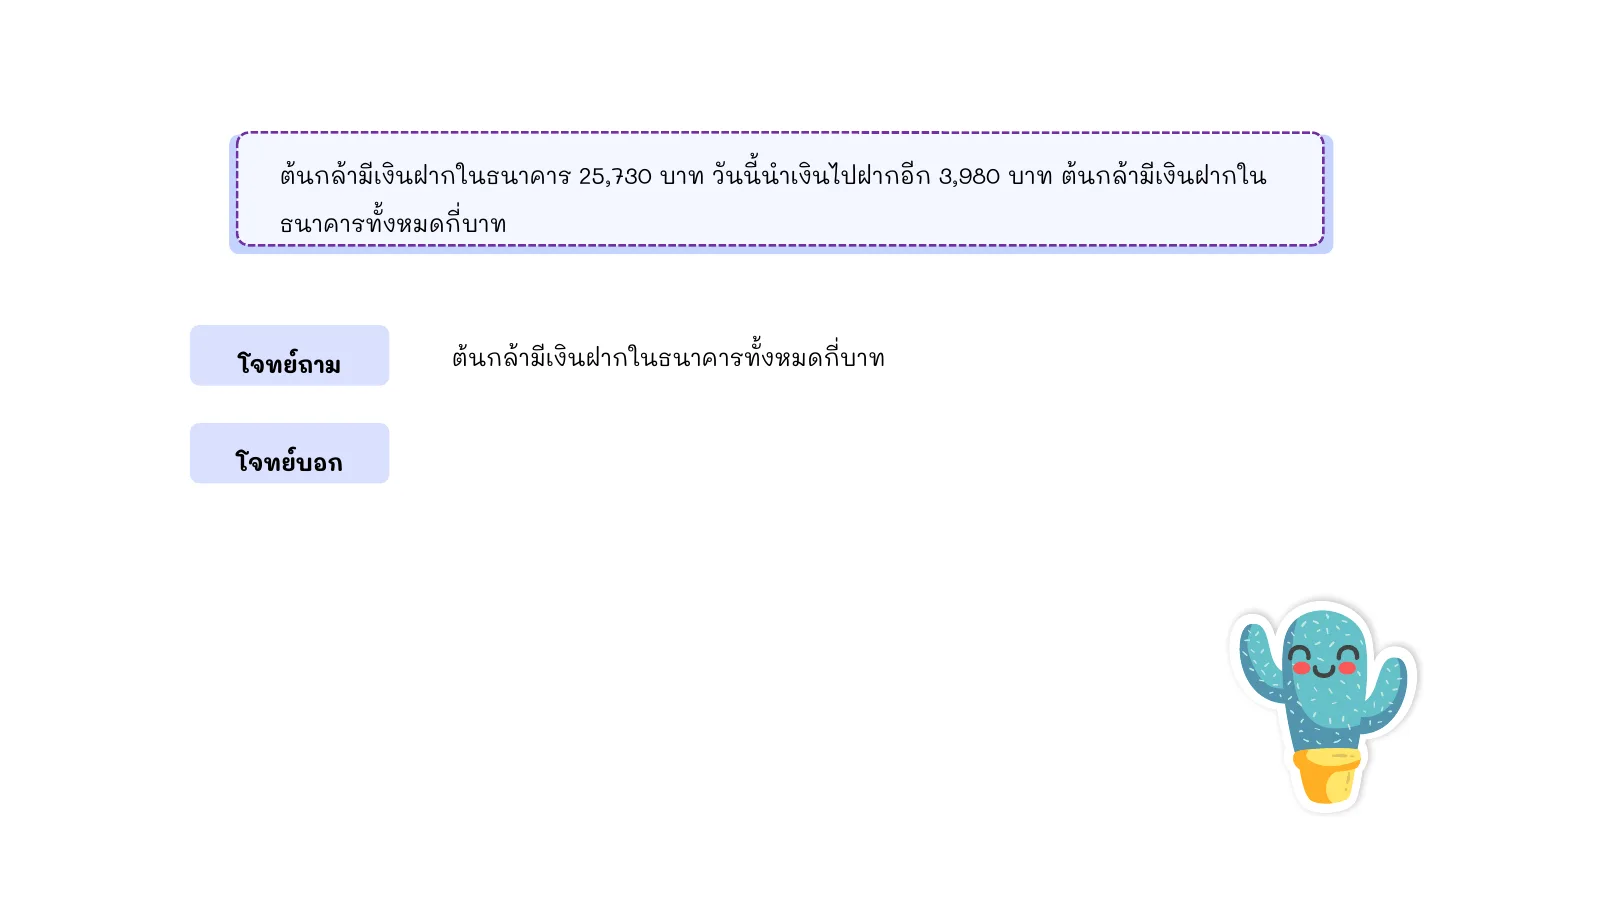 ต้นกล้ามีเงินฝากในธนาคาร 25,730 บาท วันนี้นำเงินไปฝากอีก 3,980 บาท ต้นกล้ามีเงินฝากใน
ธนาคารทั้งหมดกี่บาท
โจทย์ถาม
ต้นกล้ามีเงินฝากในธนาคารทั้งหมดกี่บาท
โจทย์บอก